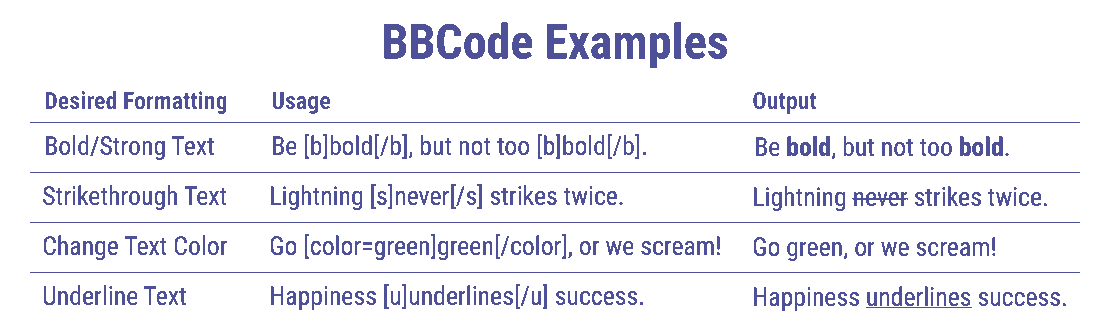 BBCode Examples
Desired Formatting Usage Output
Bold/Strong Text Be [b]bold[/b], but not too [b]bold[/b]. Be bold, but not too bold.
Strikethrough Text Lightning [s]never[/s] strikes twice. Lightning never strikes twice.
Change Text Color Go [color=green]green[/color], or we scream! Go green, or we scream!
Underline Text Happiness [u]underlines[/u] success. Happiness underlines success.